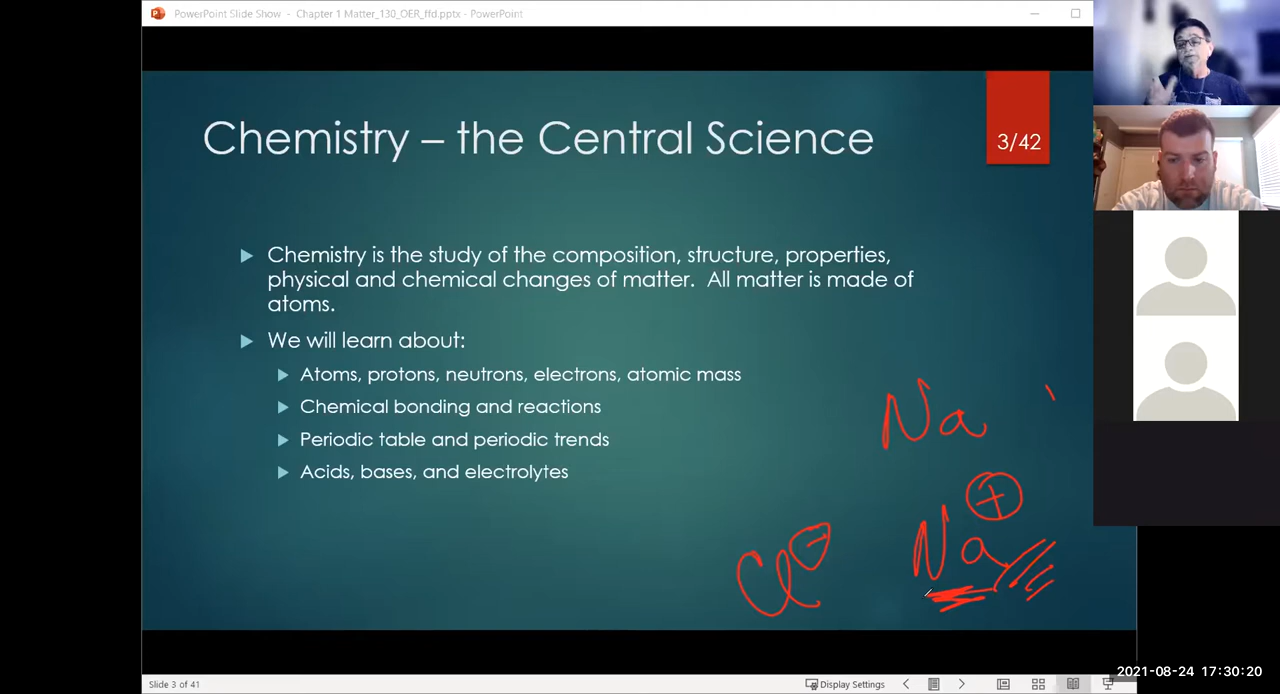 PowerPoint Slide Show - Chapter 1 Matter_130_OER_ffd.pptx - PowerPoint
Chemistry – the Central Science
3/42
Chemistry is the study of the composition, structure, properties,
physical and chemical changes of matter. All matter is made of
atoms.
We will learn about:
Atoms, protons, neutrons, electrons, atomic mass
Chemical bonding and reactions
Periodic table and periodic trends
Acids, bases, and electrolytes
Na
Na+
Cl-
2021-08-24 17:30:20
Slide 3 of 41
Display Settings